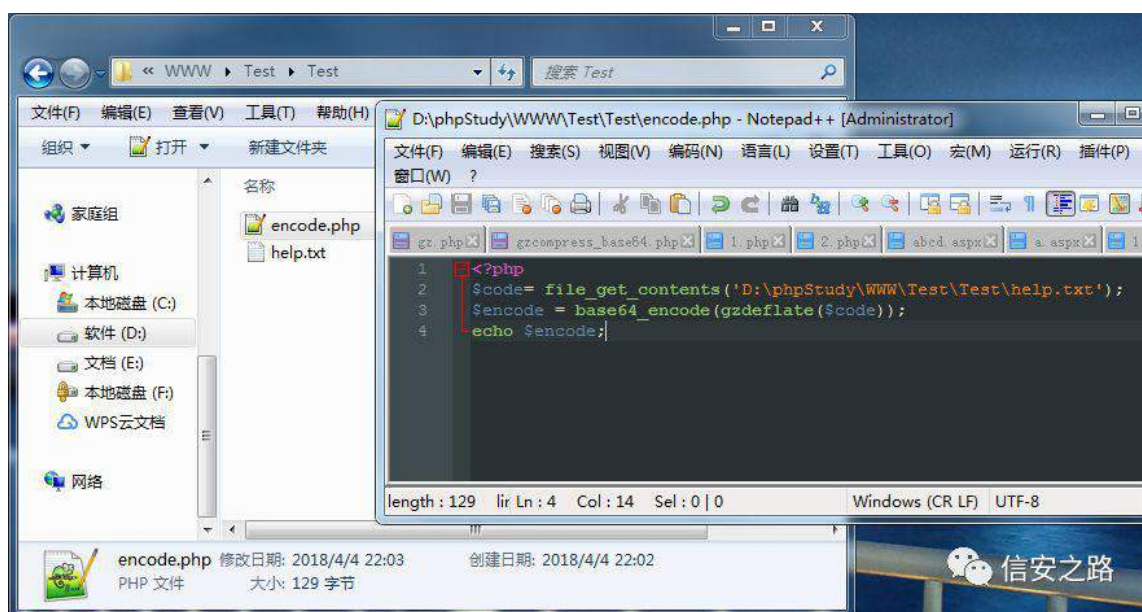 « WWW ▸ Test ▸ Test
搜索 Test
文件(F) 编辑(E) 查看(V) 工具(T) 帮助(H)
组织 打开 新建文件夹
家庭组
计算机
本地磁盘 (C:)
软件 (D:)
文档 (E:)
本地磁盘 (F:)
WPS云文档
网络
名称
encode.php
help.txt
D:\phpStudy\WWW\Test\Test\encode.php - Notepad++ [Administrator]
文件(F) 编辑(E) 搜索(S) 视图(V) 编码(N) 语言(L) 设置(T) 工具(O) 宏(M) 运行(R) 插件(P)
窗口(W) ?
gz.php gzcompress_base64.php 1.php 2.php abcd.aspx a.aspx 1
1 <?php
2 $code= file_get_contents('D:\phpStudy\WWW\Test\Test\help.txt');
3 $encode = base64_encode(gzdeflate($code));
4 echo $encode;
length : 129 lir Ln : 4 Col : 14 Sel : 0 | 0 Windows (CR LF) UTF-8
encode.php 修改日期: 2018/4/4 22:03 创建日期: 2018/4/4 22:02
PHP 文件 大小: 129 字节
信安之路